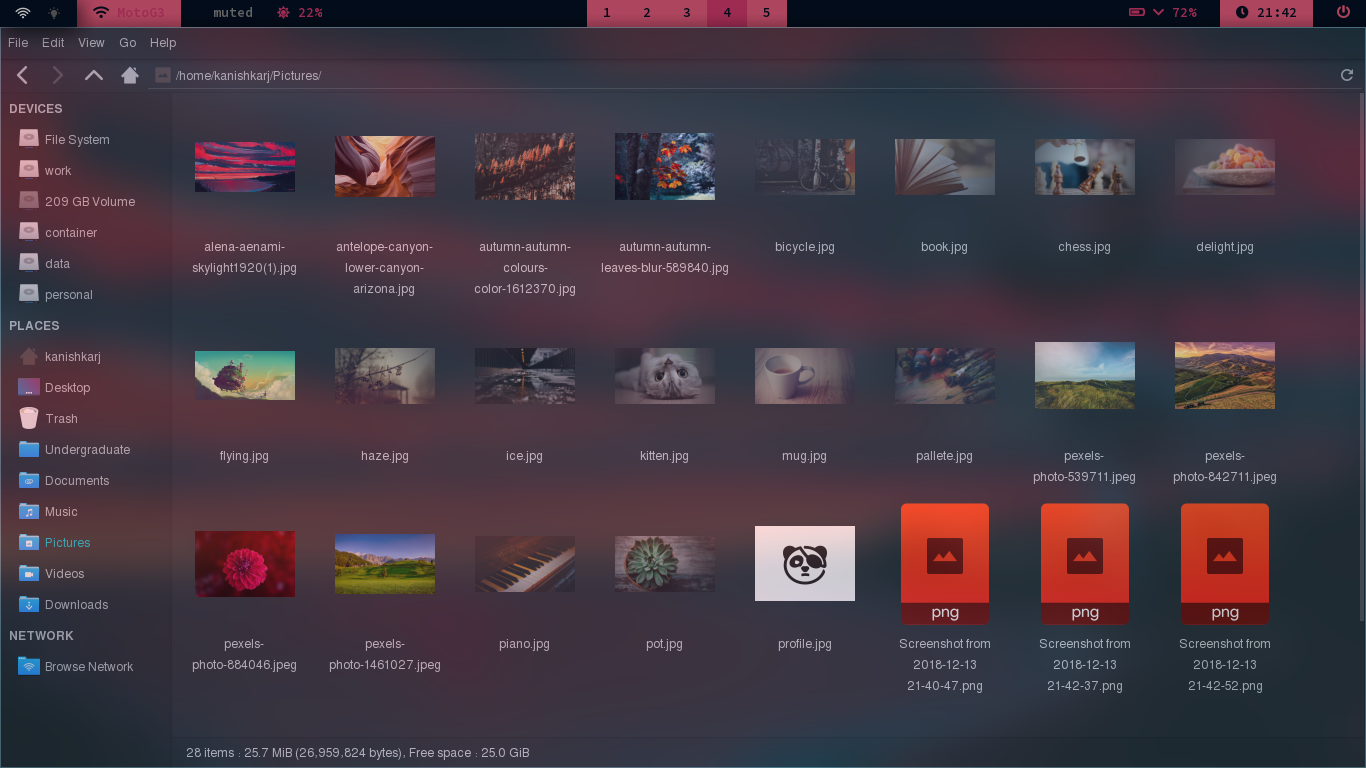 MotoG3 muted 22% 1 2 3 4 5 72% 21:42
File Edit View Go Help
/home/kanishkarj/Pictures/
DEVICES
File System
work
209 GB Volume
container
data
personal
PLACES
kanishkarj
Desktop
Trash
Undergraduate
Documents
Music
Pictures
Videos
Downloads
NETWORK
Browse Network
alena-aenami-
skylight1920(1).jpg
antelope-canyon-
lower-canyon-
arizona.jpg
autumn-autumn-
colours-
color-1612370.jpg
autumn-autumn-
leaves-blur-589840.jpg
bicycle.jpg
book.jpg
chess.jpg
delight.jpg
flying.jpg
haze.jpg
ice.jpg
kitten.jpg
mug.jpg
pallete.jpg
pexels-
photo-539711.jpeg
pexels-
photo-842711.jpeg
pexels-
photo-884046.jpeg
pexels-
photo-1461027.jpeg
piano.jpg
pot.jpg
profile.jpg
png
Screenshot from
2018-12-13
21-40-47.png
png
Screenshot from
2018-12-13
21-42-37.png
png
Screenshot from
2018-12-13
21-42-52.png
28 items : 25.7 MiB (26,959,824 bytes), Free space : 25.0 GiB